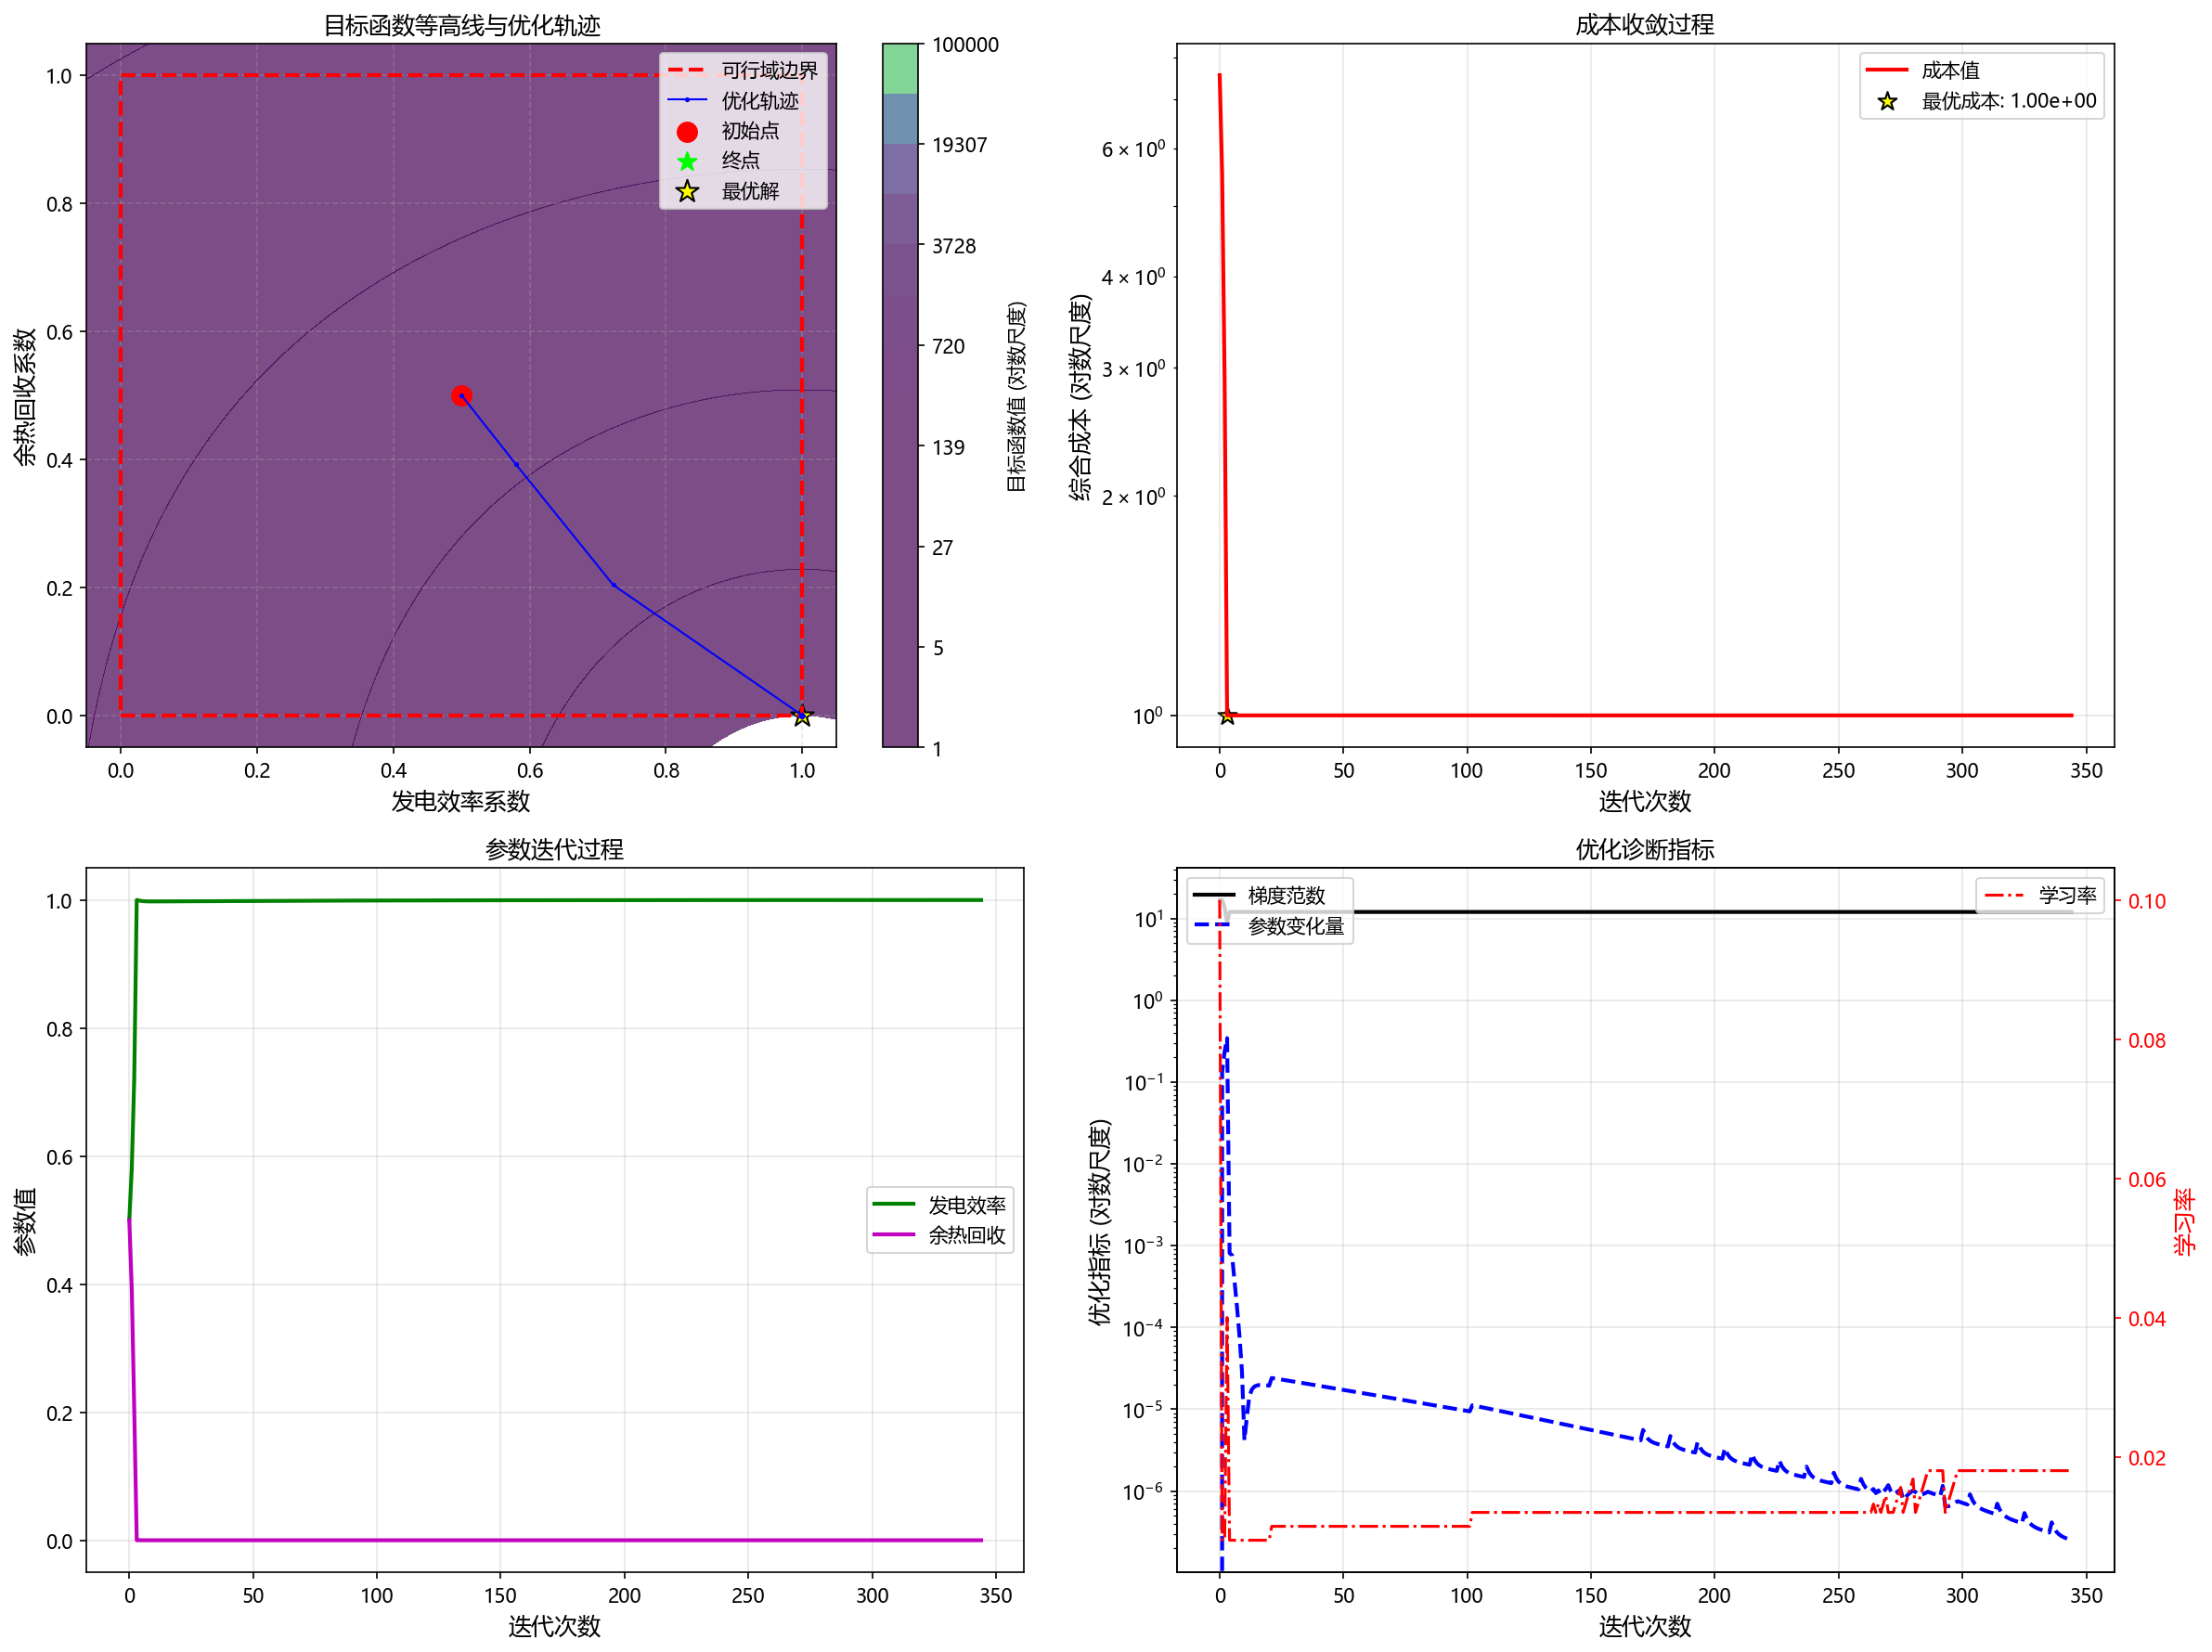 目标函数等高线与优化轨迹
可行域边界
优化轨迹
初始点
终点
最优解
1.0
0.8
0.6
0.4
0.2
0.0
余热回收系数
0.0 0.2 0.4 0.6 0.8 1.0
发电效率系数
100000
19307
3728
720
139
27
5
1
目标函数值 (对数尺度)
成本收敛过程
成本值
最优成本: 1.00e+00
6 × 10⁰
4 × 10⁰
3 × 10⁰
2 × 10⁰
10⁰
综合成本 (对数尺度)
0 50 100 150 200 250 300 350
迭代次数
参数迭代过程
1.0
0.8
0.6
0.4
0.2
0.0
参数值
发电效率
余热回收
0 50 100 150 200 250 300 350
迭代次数
优化诊断指标
梯度范数
参数变化量
学习率
10¹
10⁰
10⁻¹
10⁻²
10⁻³
10⁻⁴
10⁻⁵
10⁻⁶
优化指标 (对数尺度)
0.10
0.08
0.06
0.04
0.02
学习率
0 50 100 150 200 250 300 350
迭代次数